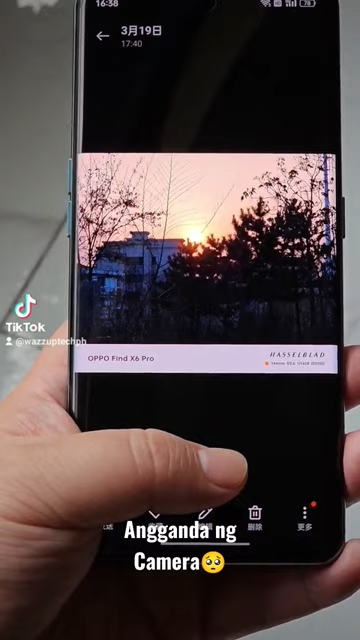 16:38
78
3月19日
17:40
OPPO Find X6 Pro
HASSELBLAD
TikTok
@wazzuptechph
删除
更多
Angganda ng
Camera🥺